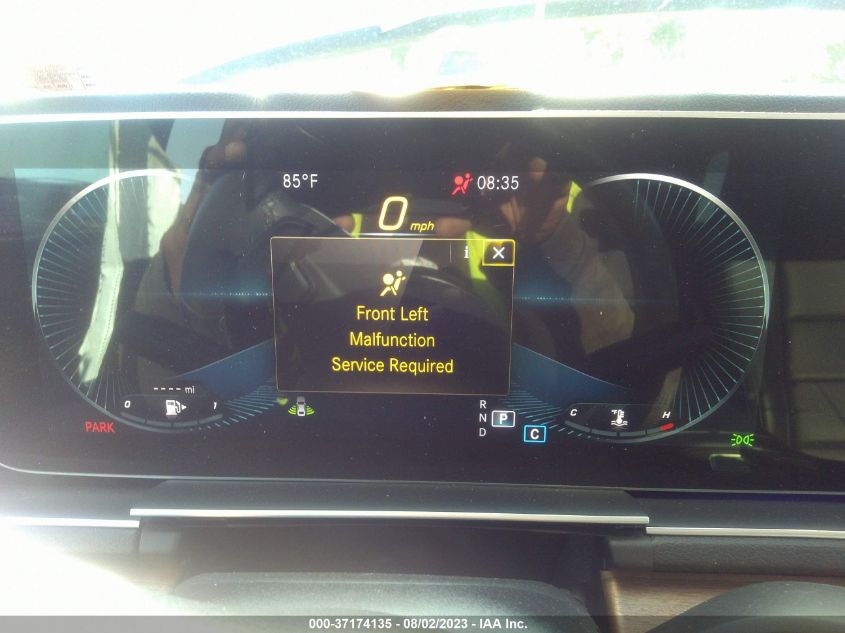 85°F
08:35
0 mph
i X
Front Left
Malfunction
Service Required
---- mi
0 1
PARK
R
N P
D
C
C H
000-37174135 - 08/02/2023 - IAA Inc.